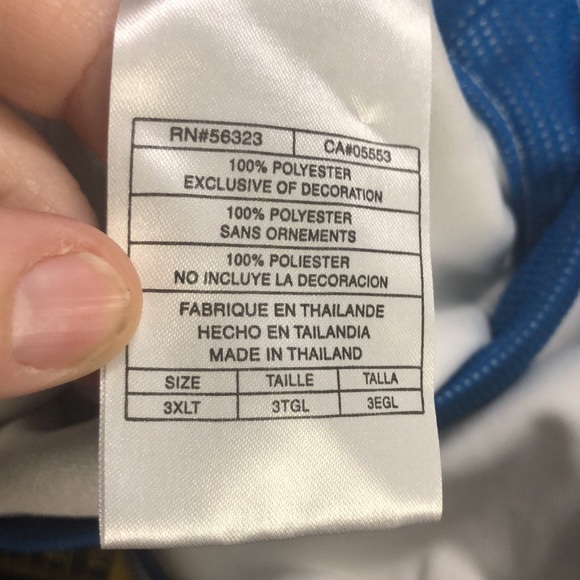 RN#56323 CA#05553
100% POLYESTER
EXCLUSIVE OF DECORATION
100% POLYESTER
SANS ORNEMENTS
100% POLIESTER
NO INCLUYE LA DECORACION
FABRIQUE EN THAILANDE
HECHO EN TAILANDIA
MADE IN THAILAND
SIZE TAILLE TALLA
3XLT 3TGL 3EGL